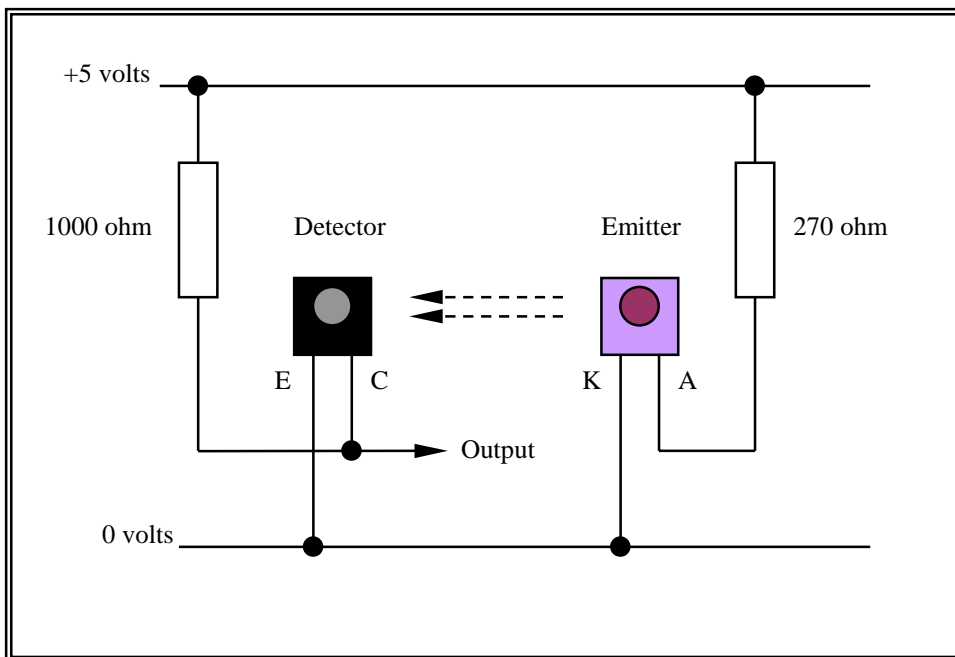 +5 volts
1000 ohm
Detector
Emitter
270 ohm
E
C
K
A
Output
0 volts